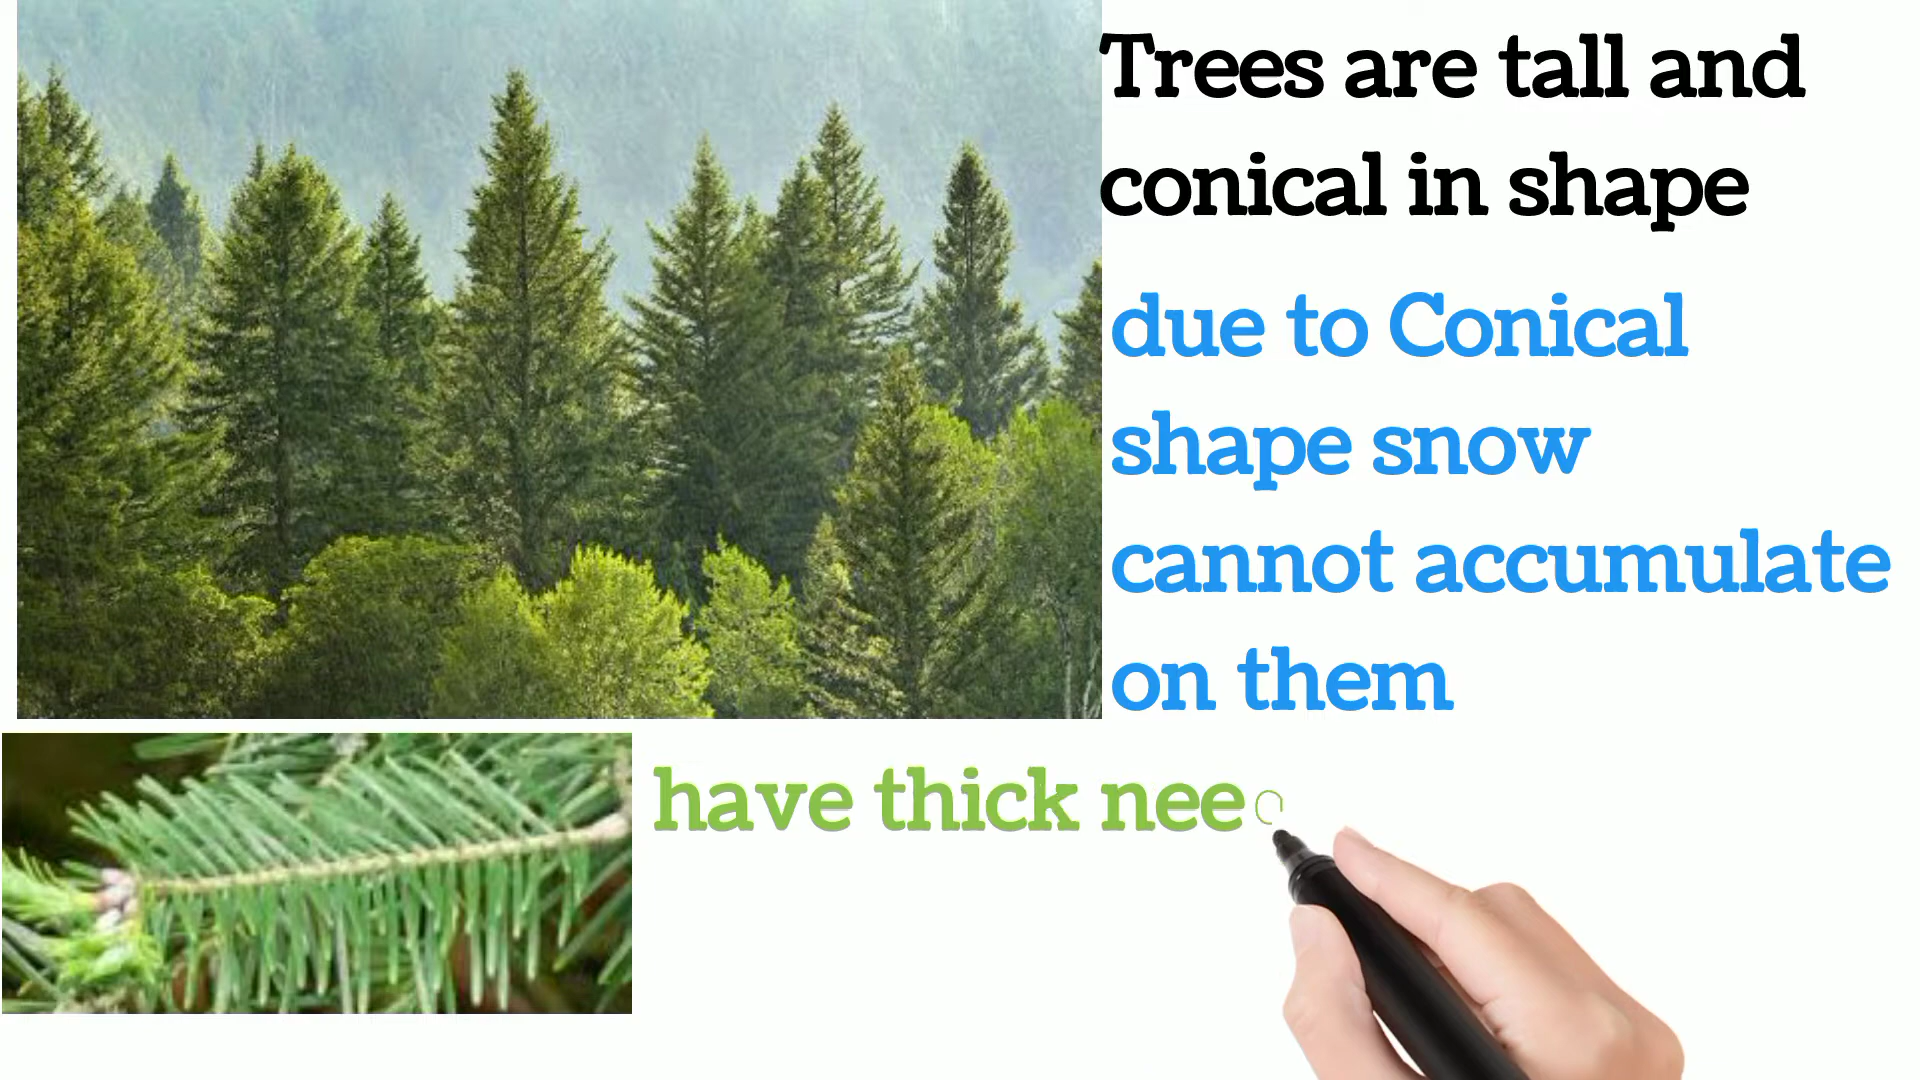 Trees are tall and
conical in shape
due to Conical
shape snow
cannot accumulate
on them
have thick nee